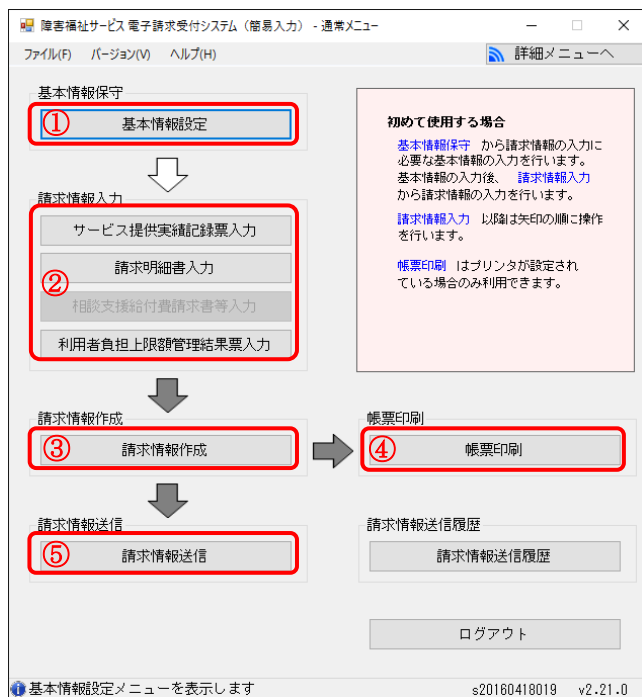 障害福祉サービス 電子請求受付システム（簡易入力） - 通常メニュー
ファイル(F) バージョン(V) ヘルプ(H) 詳細メニューへ
基本情報保守
① 基本情報設定
初めて使用する場合
基本情報保守 から請求情報の入力に
必要な基本情報の入力を行います。
基本情報の入力後、 請求情報入力
から請求情報の入力を行います。
請求情報入力 以降は矢印の順に操作
を行います。
帳票印刷 はプリンタが設定され
ている場合のみ利用できます。
請求情報入力
サービス提供実績記録票入力
請求明細書入力
②
相談支援給付費請求書等入力
利用者負担上限額管理結果票入力
請求情報作成
③ 請求情報作成
帳票印刷
④ 帳票印刷
請求情報送信
⑤ 請求情報送信
請求情報送信履歴
請求情報送信履歴
ログアウト
基本情報設定メニューを表示します s20160418019 v2.21.0